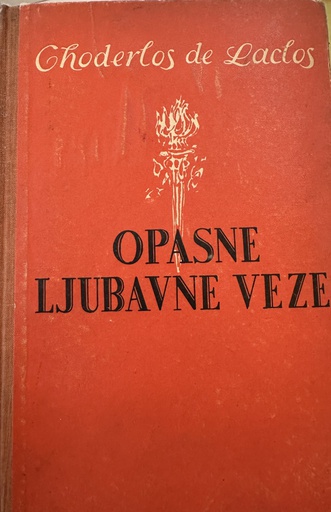 Choderlos de Laclos
OPASNE
LJUBAVNE VEZE